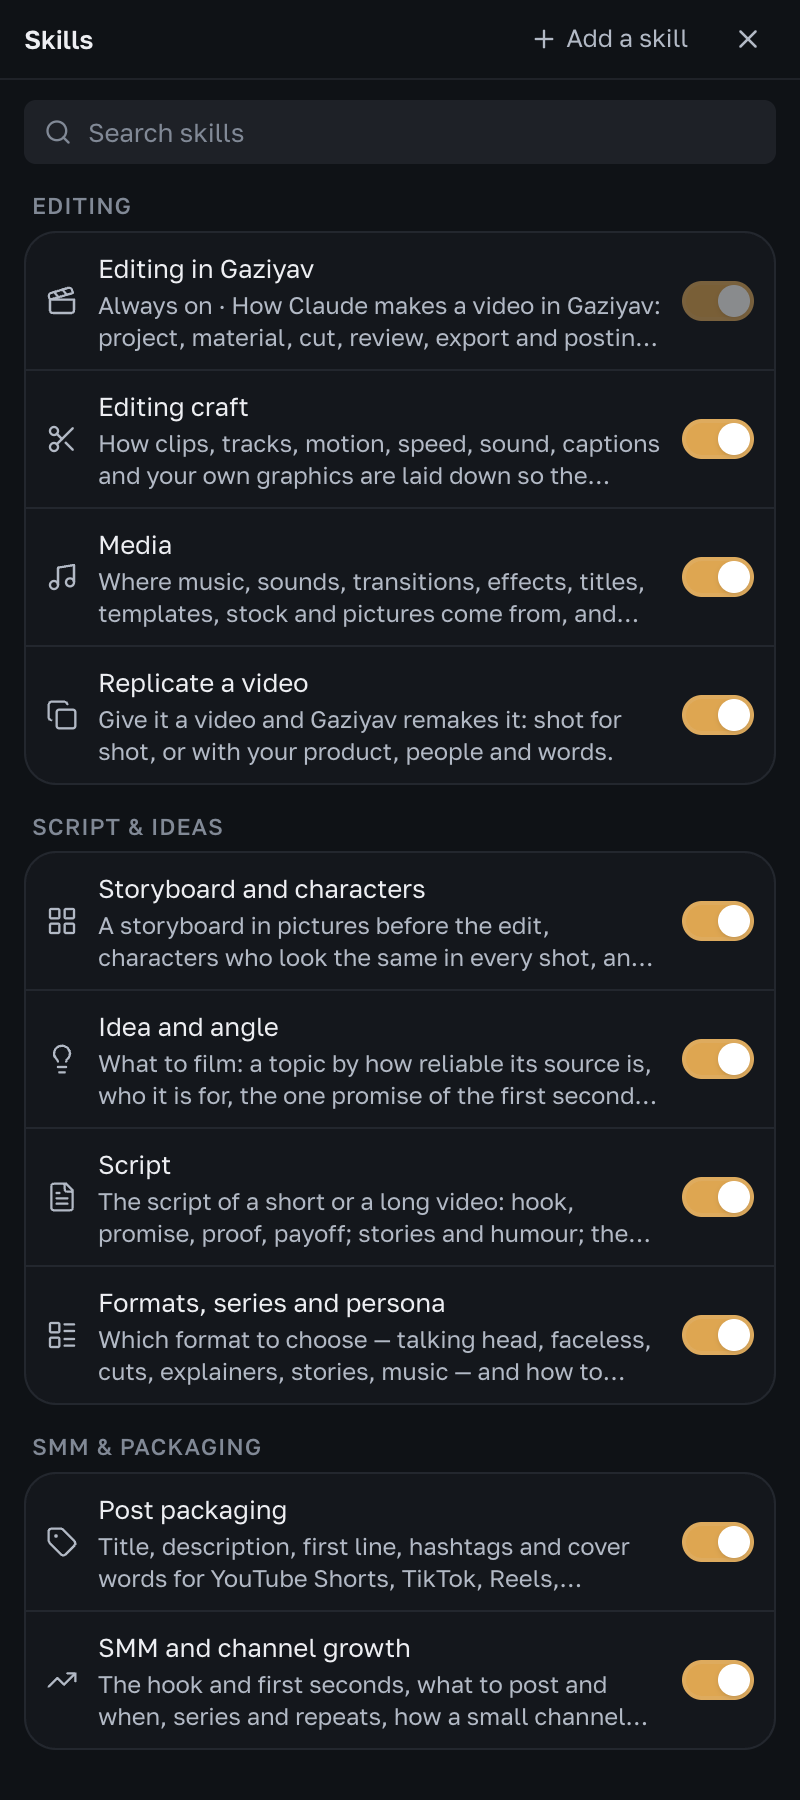 Skills
Add a skill
Search skills
EDITING
Editing in Gaziyav
Always on · How Claude makes a video in Gaziyav:
project, material, cut, review, export and postin…
Editing craft
How clips, tracks, motion, speed, sound, captions
and your own graphics are laid down so the…
Media
Where music, sounds, transitions, effects, titles,
templates, stock and pictures come from, and…
Replicate a video
Give it a video and Gaziyav remakes it: shot for
shot, or with your product, people and words.
SCRIPT & IDEAS
Storyboard and characters
A storyboard in pictures before the edit,
characters who look the same in every shot, an…
Idea and angle
What to film: a topic by how reliable its source is,
who it is for, the one promise of the first second…
Script
The script of a short or a long video: hook,
promise, proof, payoff; stories and humour; the…
Formats, series and persona
Which format to choose — talking head, faceless,
cuts, explainers, stories, music — and how to…
SMM & PACKAGING
Post packaging
Title, description, first line, hashtags and cover
words for YouTube Shorts, TikTok, Reels,…
SMM and channel growth
The hook and first seconds, what to post and
when, series and repeats, how a small channel…